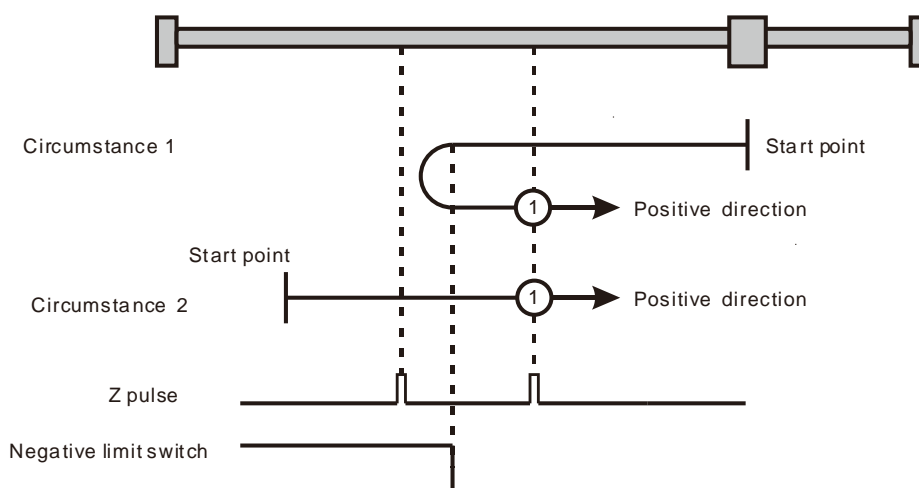 Circumstance 1
Start point
1
Positive direction
Start point
Circumstance 2
1
Positive direction
Z pulse
Negative limit switch